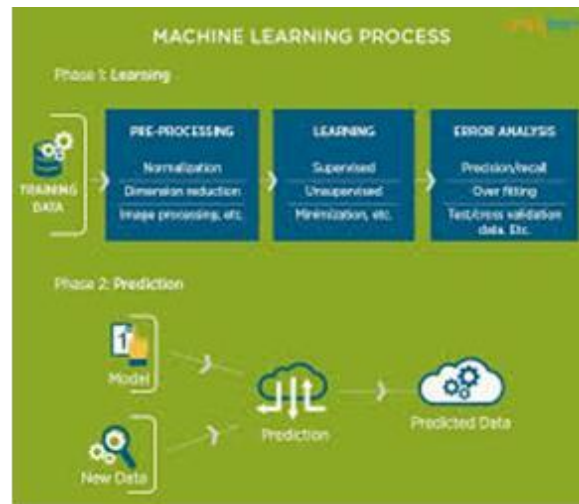 MACHINE LEARNING PROCESS
Phase 1: Learning
TRAINING
DATA
PRE-PROCESSING
Normalization
Dimension reduction
Image processing, etc.
LEARNING
Supervised
Unsupervised
Minimization, etc.
ERROR ANALYSIS
Precision/recall
Over fitting
Test/cross validation
data. Etc.
Phase 2: Prediction
1
Model
New Data
Prediction
Predicted Data